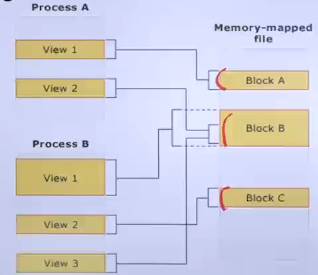 Process A
View 1
View 2
Process B
View 1
View 2
View 3
Memory-mapped
file
Block A
Block B
Block C